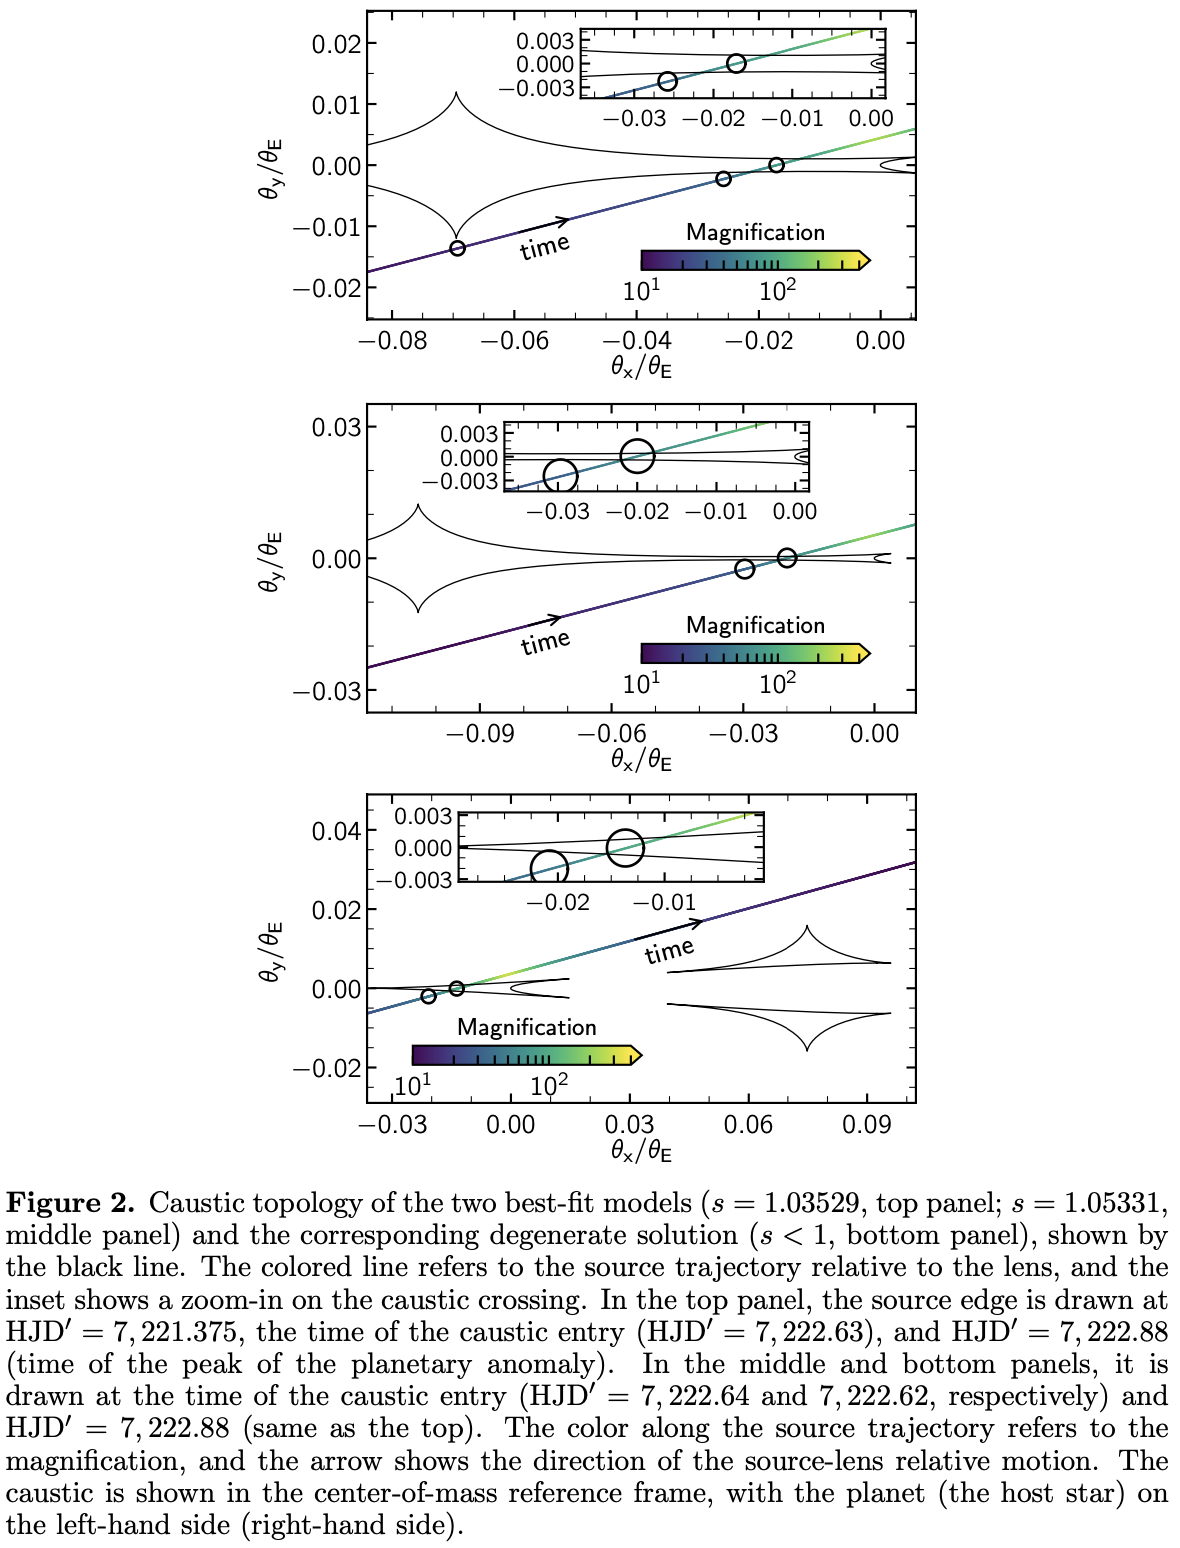 0.003
0.000
−0.003
−0.03 −0.02 −0.01 0.00
0.02
0.01
0.00
−0.01
−0.02
θy/θE
time
Magnification
10¹ 10²
−0.08 −0.06 −0.04 −0.02 0.00
θx/θE
0.003
0.000
−0.003
−0.03 −0.02 −0.01 0.00
0.03
0.00
−0.03
θy/θE
time
Magnification
10¹ 10²
−0.09 −0.06 −0.03 0.00
θx/θE
0.003
0.000
−0.003
−0.02 −0.01
0.04
0.02
0.00
−0.02
θy/θE
time
Magnification
10¹ 10²
−0.03 0.00 0.03 0.06 0.09
θx/θE
Figure 2. Caustic topology of the two best-fit models (s = 1.03529, top panel; s = 1.05331,
middle panel) and the corresponding degenerate solution (s < 1, bottom panel), shown by
the black line. The colored line refers to the source trajectory relative to the lens, and the
inset shows a zoom-in on the caustic crossing. In the top panel, the source edge is drawn at
HJD′ = 7,221.375, the time of the caustic entry (HJD′ = 7,222.63), and HJD′ = 7,222.88
(time of the peak of the planetary anomaly). In the middle and bottom panels, it is
drawn at the time of the caustic entry (HJD′ = 7,222.64 and 7,222.62, respectively) and
HJD′ = 7,222.88 (same as the top). The color along the source trajectory refers to the
magnification, and the arrow shows the direction of the source-lens relative motion. The
caustic is shown in the center-of-mass reference frame, with the planet (the host star) on
the left-hand side (right-hand side).